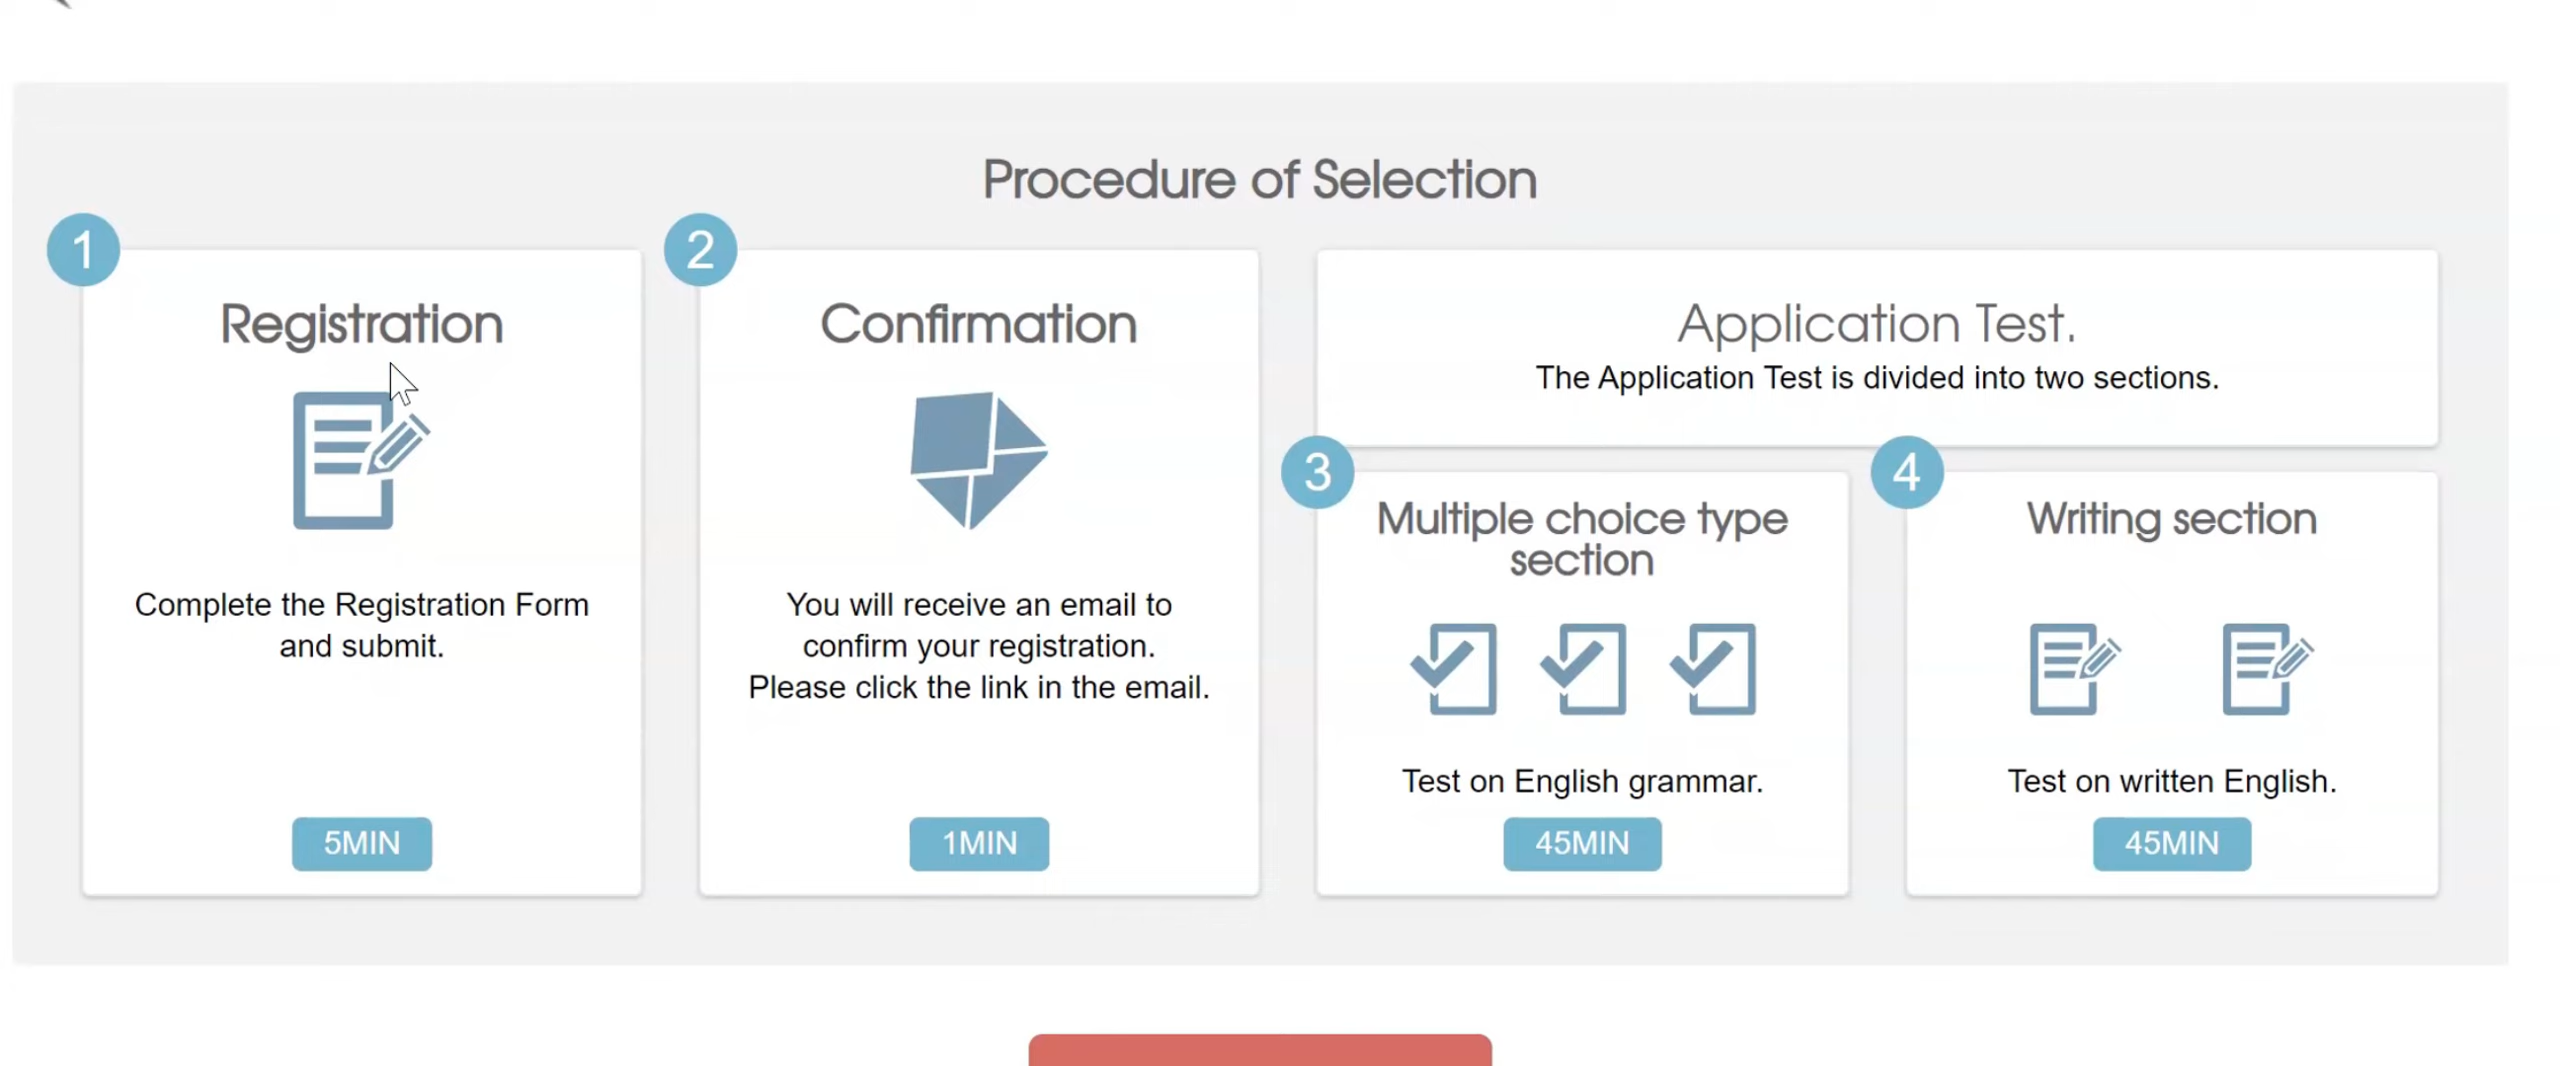 Procedure of Selection
1
Registration
Complete the Registration Form
and submit.
5MIN
2
Confirmation
You will receive an email to
confirm your registration.
Please click the link in the email.
1MIN
Application Test.
The Application Test is divided into two sections.
3
Multiple choice type
section
Test on English grammar.
45MIN
4
Writing section
Test on written English.
45MIN